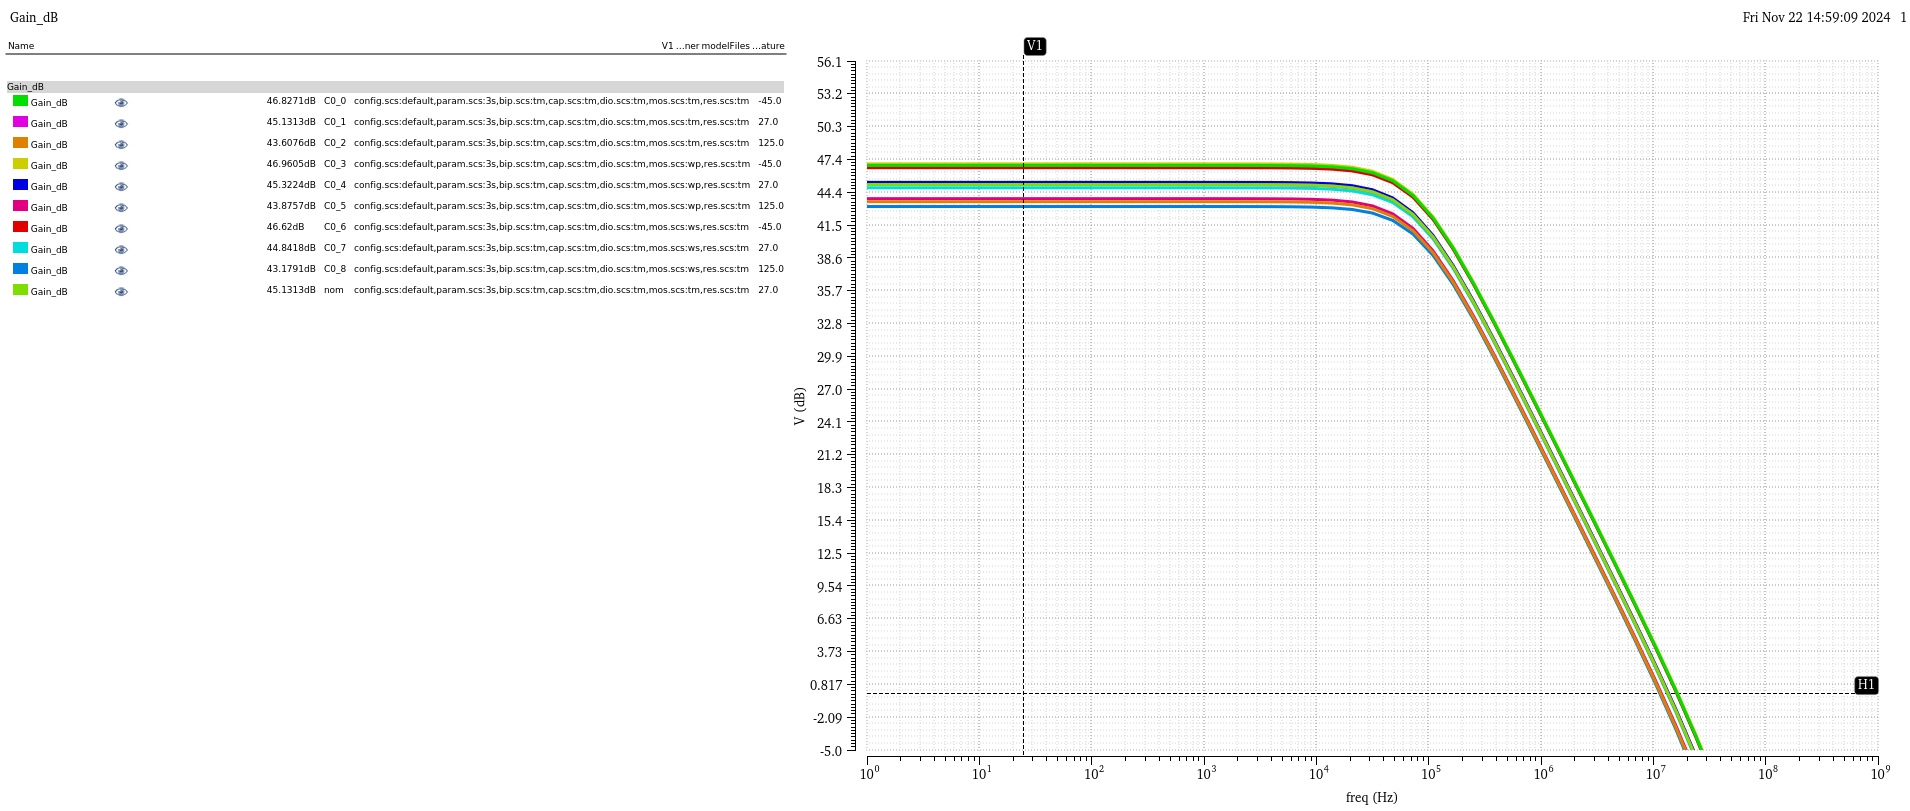 Gain_dB
Fri Nov 22 14:59:09 2024 1
Name V1 ...ner modelFiles ...ature
Gain_dB
Gain_dB 46.8271dB C0_0 config.scs:default,param.scs:3s,bip.scs:tm,cap.scs:tm,dio.scs:tm,mos.scs:tm,res.scs:tm -45.0
Gain_dB 45.1313dB C0_1 config.scs:default,param.scs:3s,bip.scs:tm,cap.scs:tm,dio.scs:tm,mos.scs:tm,res.scs:tm 27.0
Gain_dB 43.6076dB C0_2 config.scs:default,param.scs:3s,bip.scs:tm,cap.scs:tm,dio.scs:tm,mos.scs:tm,res.scs:tm 125.0
Gain_dB 46.9605dB C0_3 config.scs:default,param.scs:3s,bip.scs:tm,cap.scs:tm,dio.scs:tm,mos.scs:wp,res.scs:tm -45.0
Gain_dB 45.3224dB C0_4 config.scs:default,param.scs:3s,bip.scs:tm,cap.scs:tm,dio.scs:tm,mos.scs:wp,res.scs:tm 27.0
Gain_dB 43.8757dB C0_5 config.scs:default,param.scs:3s,bip.scs:tm,cap.scs:tm,dio.scs:tm,mos.scs:wp,res.scs:tm 125.0
Gain_dB 46.62dB C0_6 config.scs:default,param.scs:3s,bip.scs:tm,cap.scs:tm,dio.scs:tm,mos.scs:ws,res.scs:tm -45.0
Gain_dB 44.8418dB C0_7 config.scs:default,param.scs:3s,bip.scs:tm,cap.scs:tm,dio.scs:tm,mos.scs:ws,res.scs:tm 27.0
Gain_dB 43.1791dB C0_8 config.scs:default,param.scs:3s,bip.scs:tm,cap.scs:tm,dio.scs:tm,mos.scs:ws,res.scs:tm 125.0
Gain_dB 45.1313dB nom config.scs:default,param.scs:3s,bip.scs:tm,cap.scs:tm,dio.scs:tm,mos.scs:tm,res.scs:tm 27.0
V1
56.1
53.2
50.3
47.4
44.4
41.5
38.6
35.7
32.8
29.9
27.0
24.1
21.2
18.3
15.4
12.5
9.54
6.63
3.73
0.817
-2.09
-5.0
V (dB)
H1
10⁰ 10¹ 10² 10³ 10⁴ 10⁵ 10⁶ 10⁷ 10⁸ 10⁹
freq (Hz)